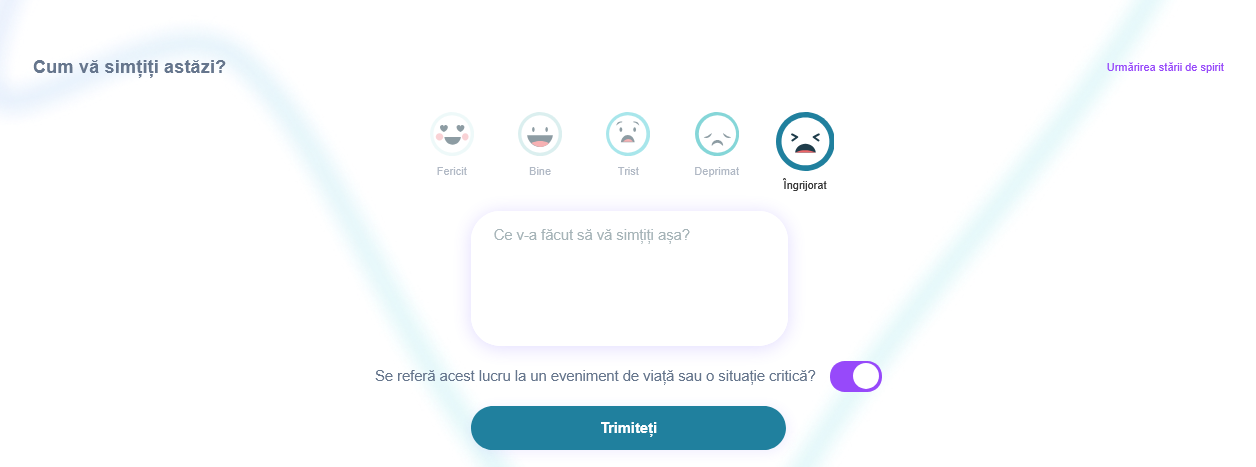 Cum vă simțiți astăzi?
Urmărirea stării de spirit
Fericit
Bine
Trist
Deprimat
Îngrijorat
Ce v-a făcut să vă simțiți așa?
Se referă acest lucru la un eveniment de viață sau o situație critică?
Trimiteți